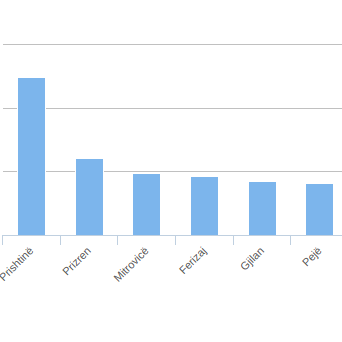 Prishtinë
Prizren
Mitrovicë
Ferizaj
Gjilan
Pejë